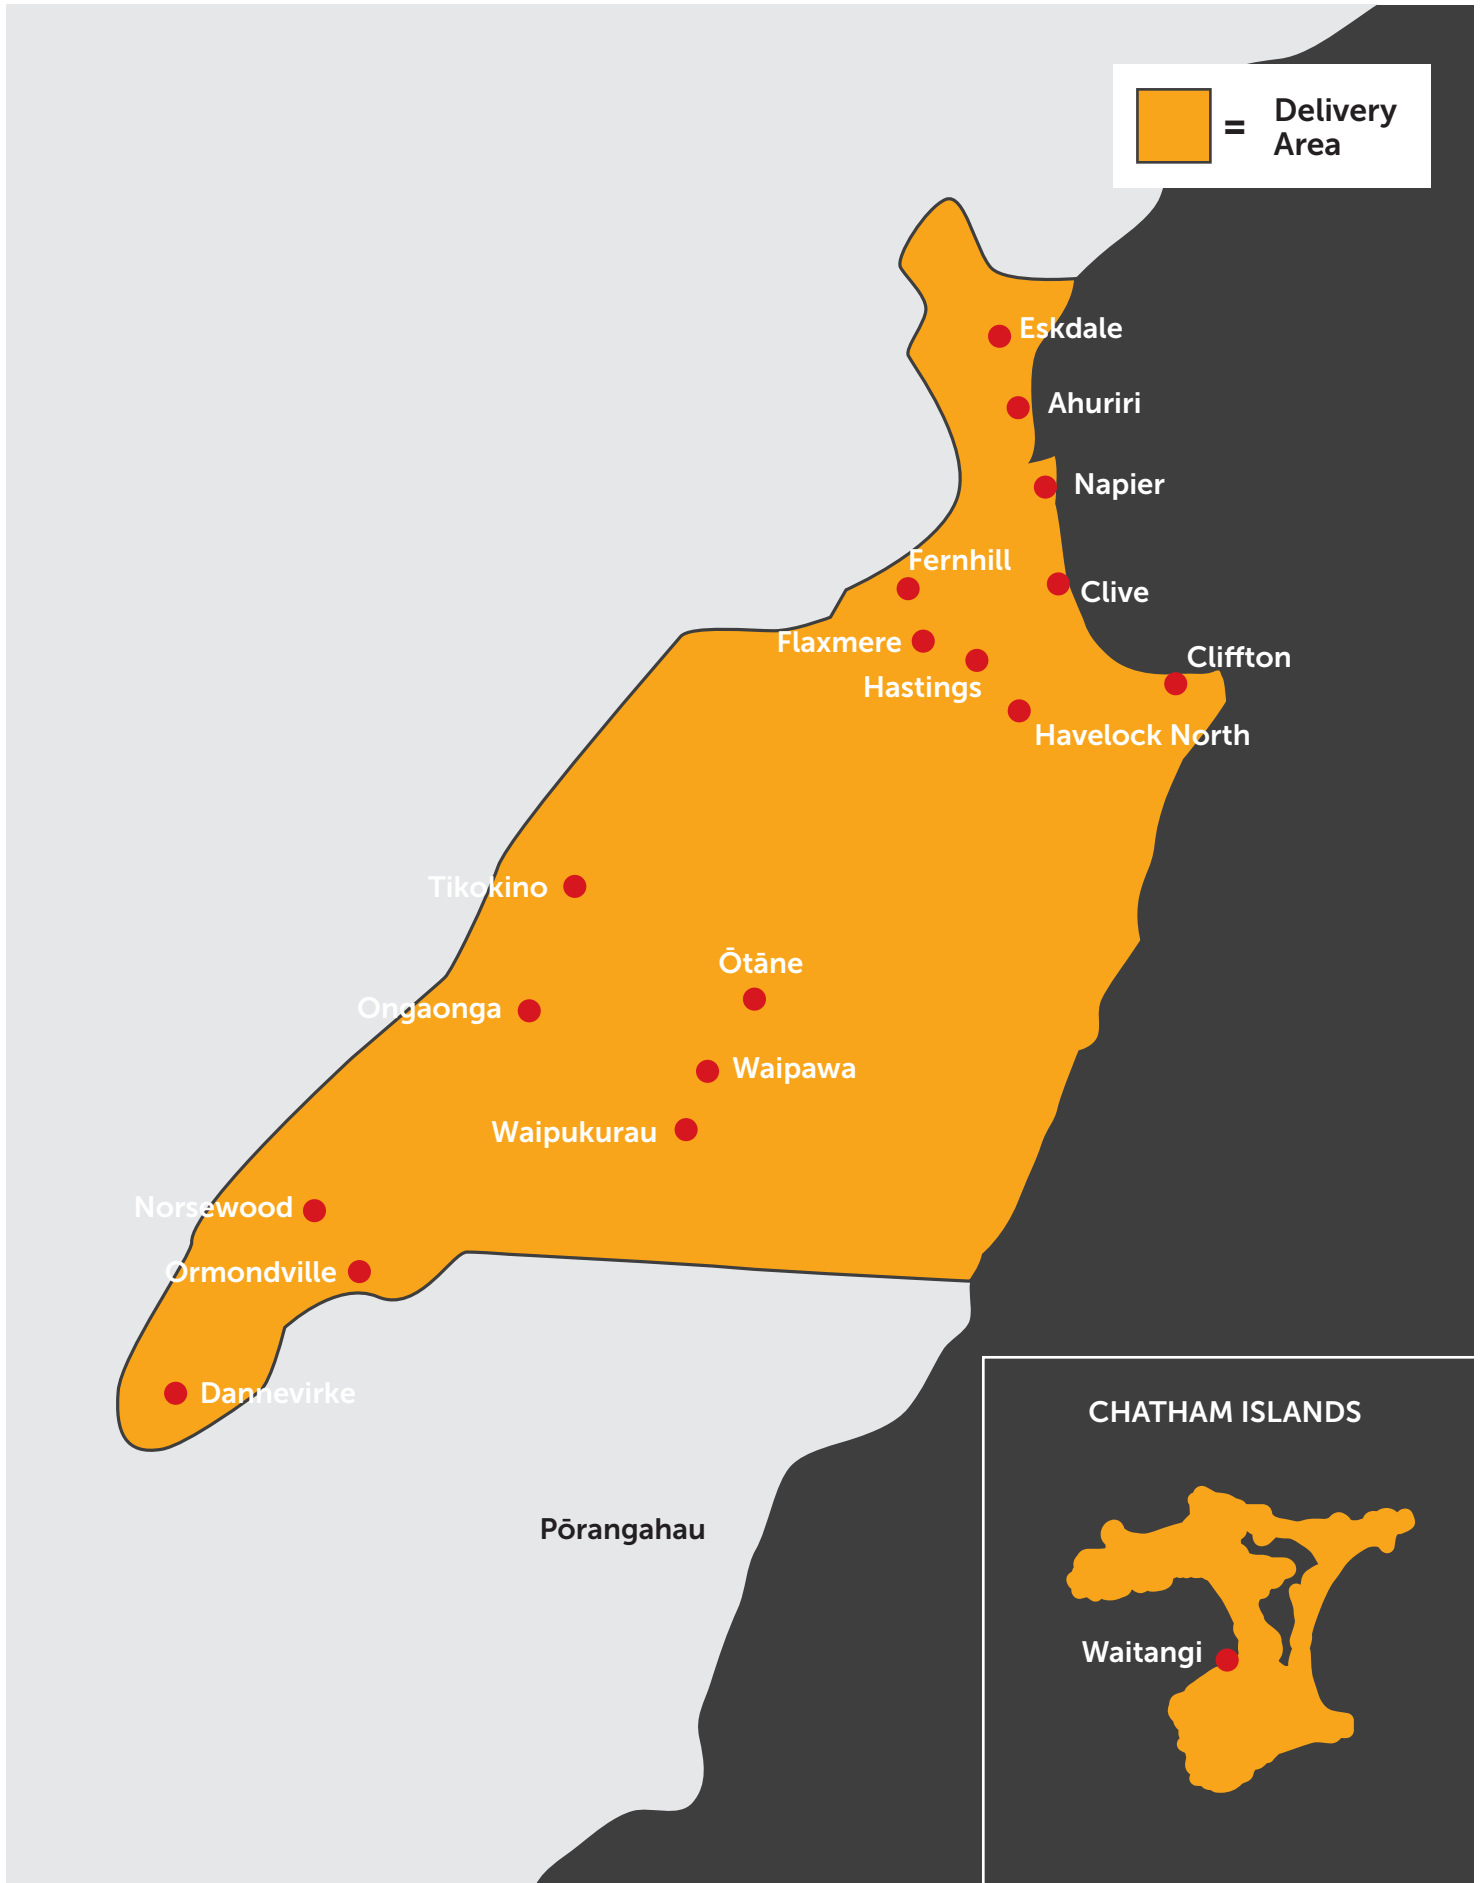 =
Delivery
Area
Eskdale
Ahuriri
Napier
Fernhill
Clive
Flaxmere
Cliffton
Hastings
Havelock North
Tikokino
Ōtāne
Ongaonga
Waipawa
Waipukurau
Norsewood
Ormondville
Dannevirke
CHATHAM ISLANDS
Pōrangahau
Waitangi